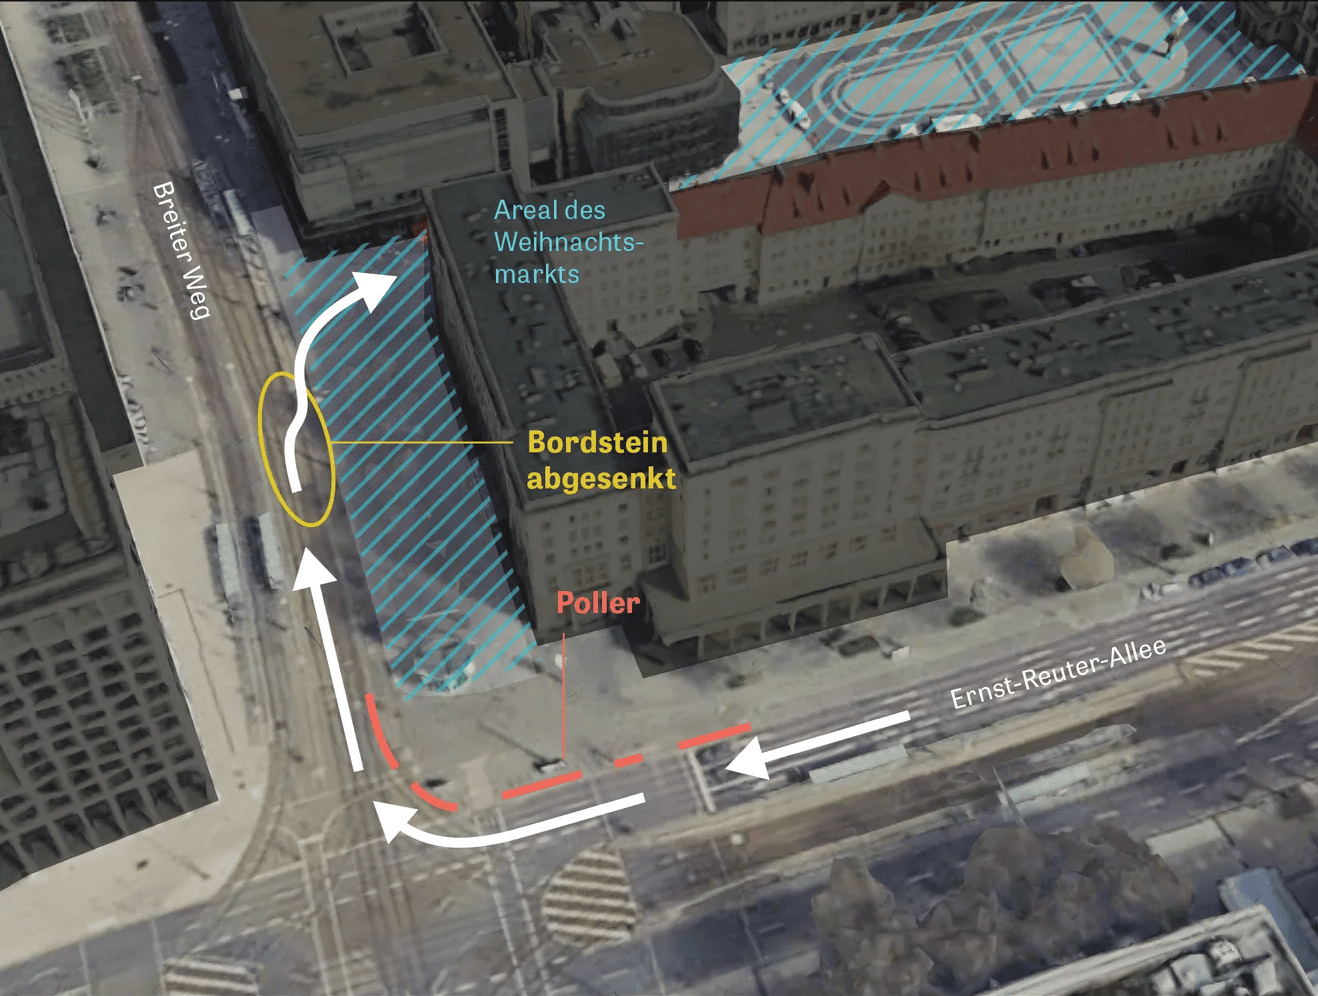 Breiter Weg
Areal des
Weihnachts-
markts
Bordstein
abgesenkt
Poller
Ernst-Reuter-Allee